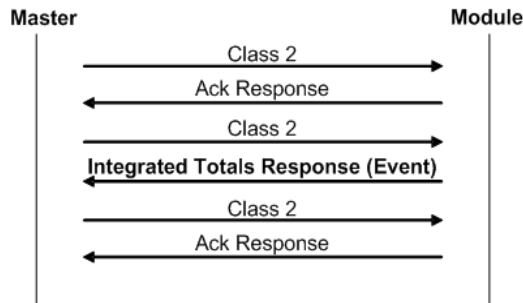 Master Module
Class 2
Ack Response
Class 2
Integrated Totals Response (Event)
Class 2
Ack Response